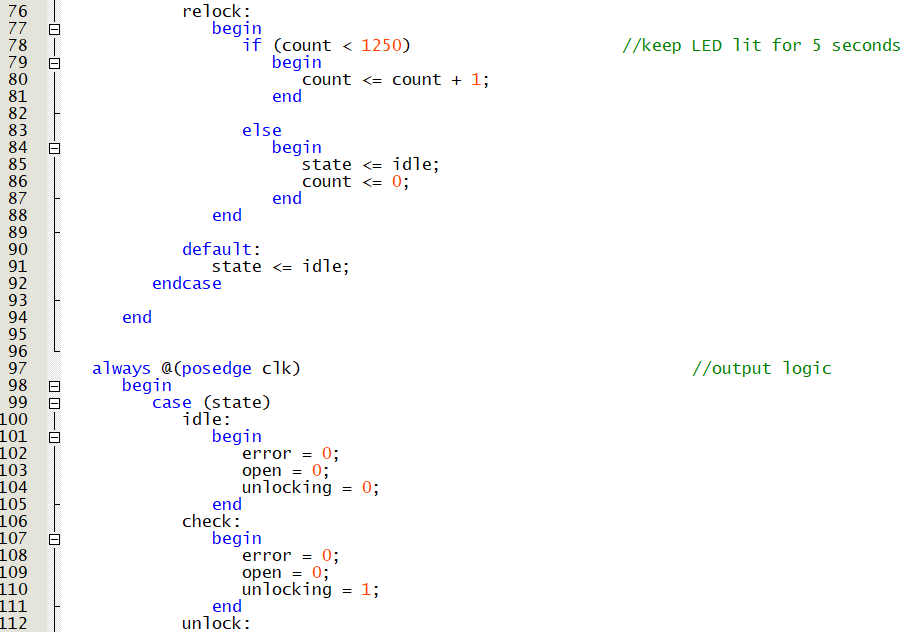 76 relock:
77 begin
78 if (count < 1250) //keep LED lit for 5 seconds
79 begin
80 count <= count + 1;
81 end
82
83 else
84 begin
85 state <= idle;
86 count <= 0;
87 end
88 end
89
90 default:
91 state <= idle;
92 endcase
93
94 end
95
96
97 always @(posedge clk) //output logic
98 begin
99 case (state)
100 idle:
101 begin
102 error = 0;
103 open = 0;
104 unlocking = 0;
105 end
106 check:
107 begin
108 error = 0;
109 open = 0;
110 unlocking = 1;
111 end
112 unlock: